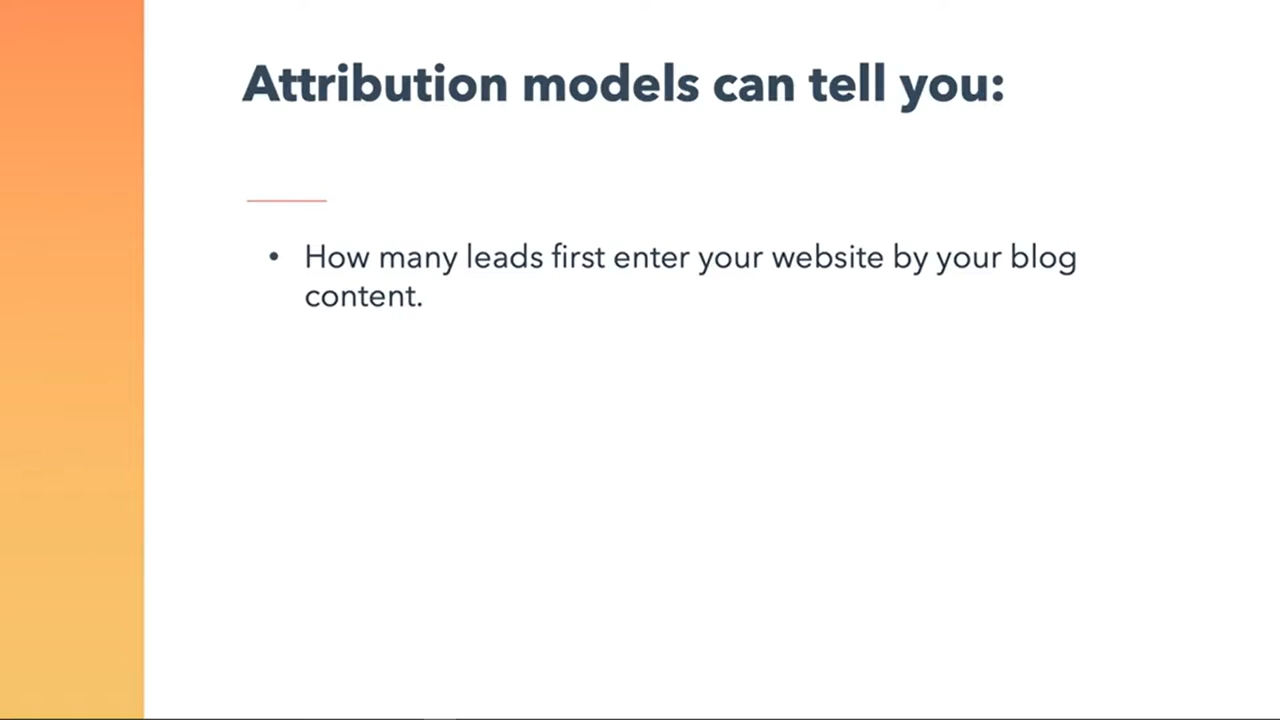 Attribution models can tell you:
• How many leads first enter your website by your blog
content.